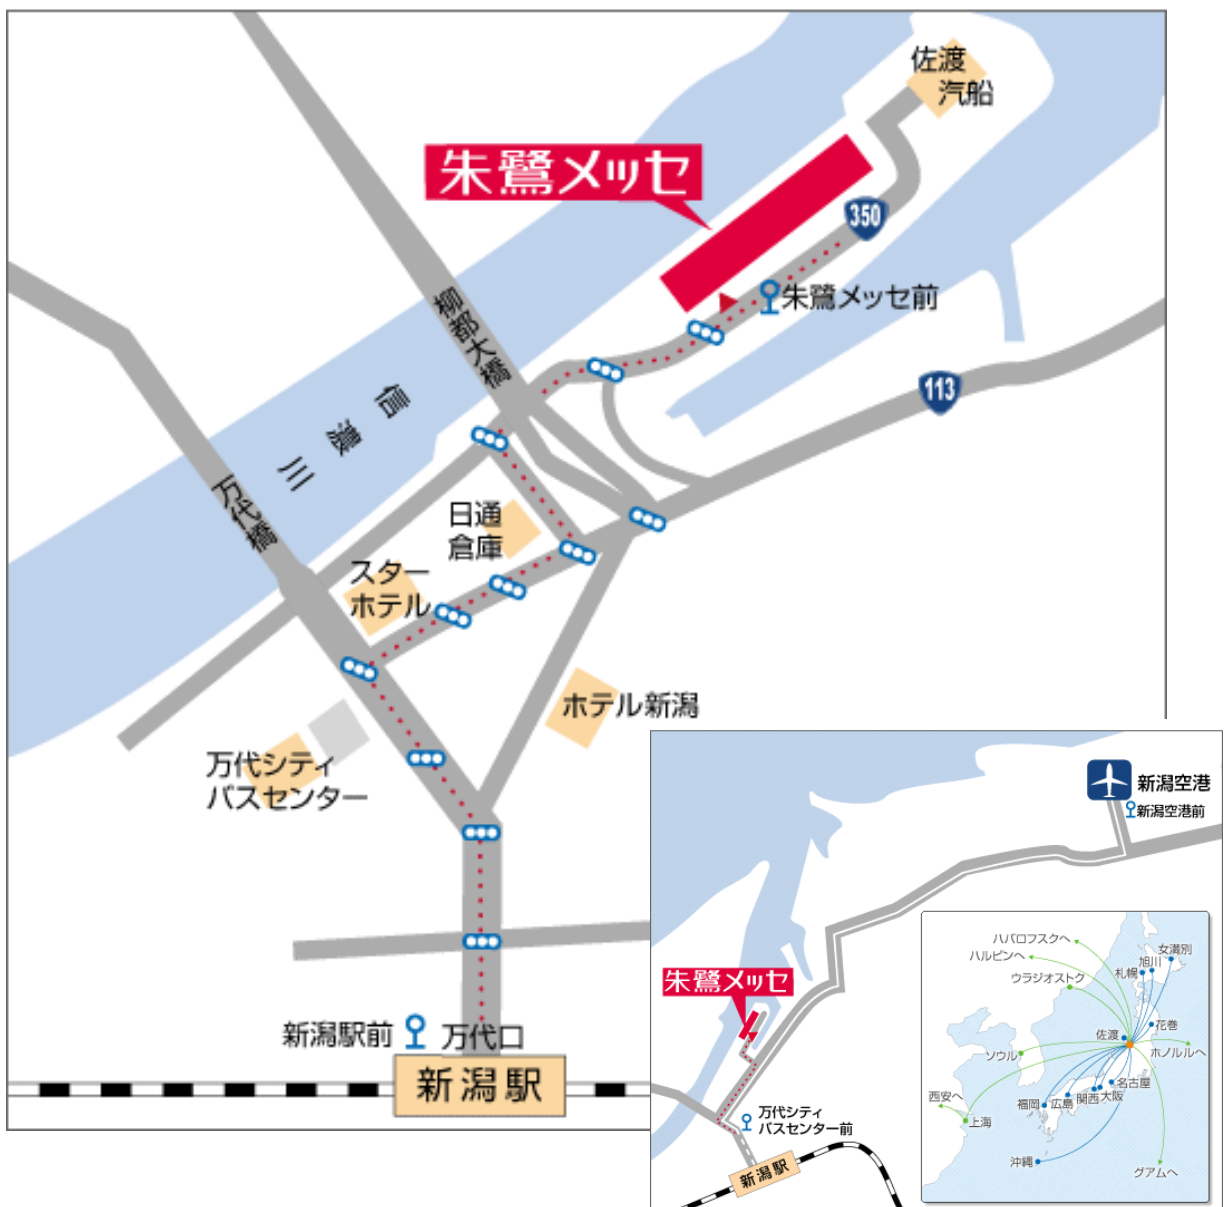 佐渡
汽船
朱鷺メッセ
350
朱鷺メッセ前
柳都大橋
113
信濃川
万代橋
日通
倉庫
スター
ホテル
ホテル新潟
万代シティ
バスセンター
新潟駅前
万代口
新潟駅
新潟空港
新潟空港前
朱鷺メッセ
万代シティ
バスセンター前
新潟駅
ハバロフスクへ
ハルビンへ
ウラジオストク
女満別
旭川
札幌
花巻
佐渡
ホノルルへ
ソウル
名古屋
大阪
関西
広島
福岡
西安へ
上海
沖縄
グアムへ